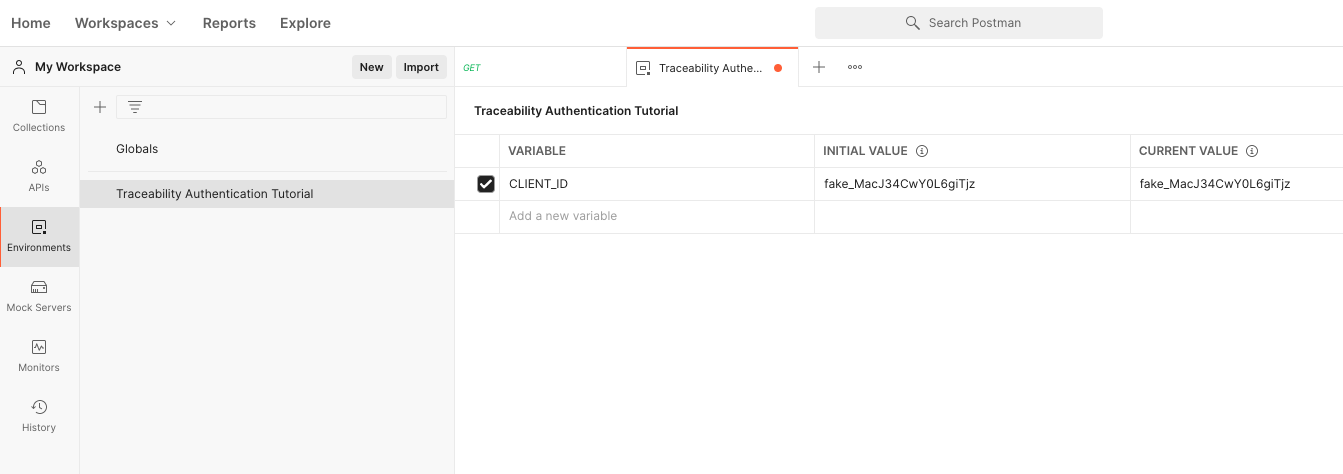 Home Workspaces Reports Explore Search Postman
My Workspace New Import
GET Traceability Authe...
Collections
APIs
Environments
Mock Servers
Monitors
History
Globals
Traceability Authentication Tutorial
Traceability Authentication Tutorial
VARIABLE INITIAL VALUE CURRENT VALUE
CLIENT_ID fake_MacJ34CwY0L6giTjz fake_MacJ34CwY0L6giTjz
Add a new variable